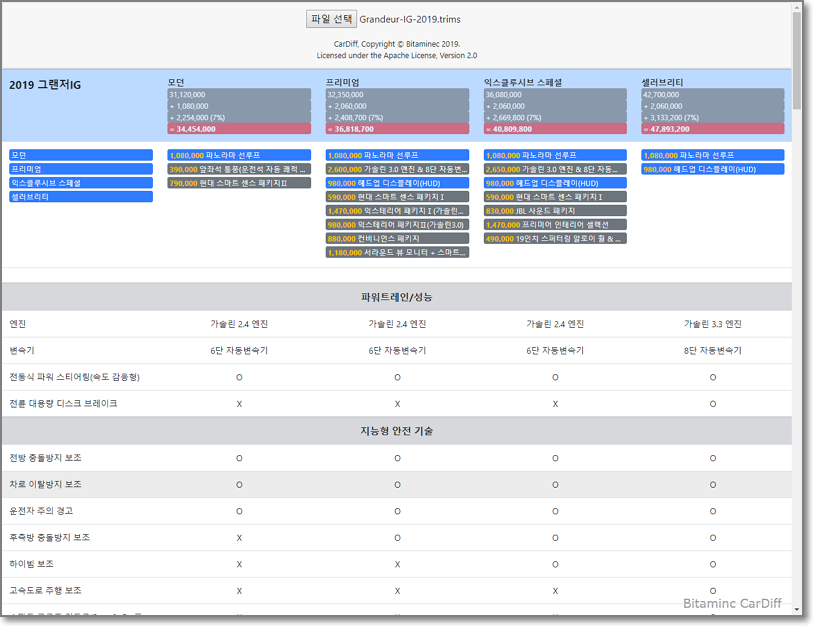 파일 선택 Grandeur-IG-2019.trims
CarDiff, Copyright © Bitaminec 2019.
Licensed under the Apache License, Version 2.0
2019 그랜저IG 모던 프리미엄 익스클루시브 스페셜 셀러브리티
31,120,000 32,350,000 36,080,000 42,700,000
+ 1,080,000 + 2,060,000 + 2,060,000 + 2,060,000
+ 2,254,000 (7%) + 2,408,700 (7%) + 2,669,800 (7%) + 3,133,200 (7%)
= 34,454,000 = 36,818,700 = 40,809,800 = 47,893,200
모던 1,080,000 파노라마 선루프 1,080,000 파노라마 선루프 1,080,000 파노라마 선루프 1,080,000 파노라마 선루프
프리미엄 390,000 앞좌석 통풍(운전석 자동 쾌적 ... 2,600,000 가솔린 3.0 엔진 & 8단 자동변... 2,650,000 가솔린 3.0 엔진 & 8단 자동... 980,000 헤드업 디스플레이(HUD)
익스클루시브 스페셜 790,000 현대 스마트 센스 패키지Ⅱ 980,000 헤드업 디스플레이(HUD) 980,000 헤드업 디스플레이(HUD)
셀러브리티 590,000 현대 스마트 센스 패키지Ⅰ 590,000 현대 스마트 센스 패키지Ⅰ
1,470,000 익스테리어 패키지Ⅰ(가솔린... 830,000 JBL 사운드 패키지
980,000 익스테리어 패키지Ⅱ(가솔린3.0) 1,470,000 프리미어 인테리어 셀렉션
880,000 컨비니언스 패키지 490,000 19인치 스퍼터링 알로이 휠 & ...
1,180,000 서라운드 뷰 모니터 + 스마트...
파워트레인/성능
엔진 가솔린 2.4 엔진 가솔린 2.4 엔진 가솔린 2.4 엔진 가솔린 3.3 엔진
변속기 6단 자동변속기 6단 자동변속기 6단 자동변속기 8단 자동변속기
전동식 파워 스티어링(속도 감응형) O O O O
전륜 대용량 디스크 브레이크 X X X O
지능형 안전 기술
전방 충돌방지 보조 O O O O
차로 이탈방지 보조 O O O O
운전자 주의 경고 O O O O
후측방 충돌방지 보조 X O O O
하이빔 보조 X X O O
고속도로 주행 보조 X X X O
Bitaminc CarDiff